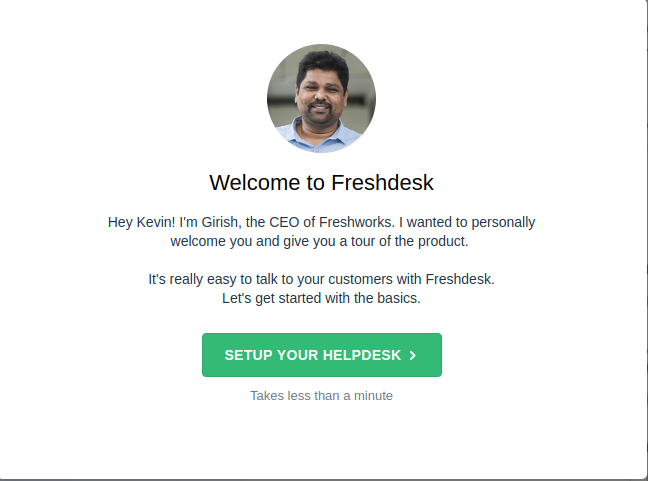 Welcome to Freshdesk
Hey Kevin! I'm Girish, the CEO of Freshworks. I wanted to personally
welcome you and give you a tour of the product.
It's really easy to talk to your customers with Freshdesk.
Let's get started with the basics.
SETUP YOUR HELPDESK
Takes less than a minute